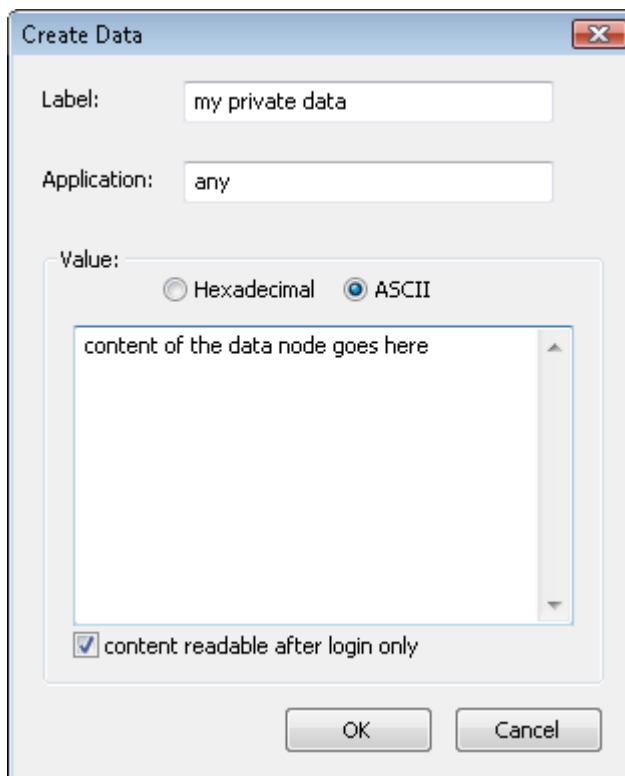 Create Data
Label: my private data
Application: any
Value:
Hexadecimal ASCII
content of the data node goes here
content readable after login only
OK Cancel